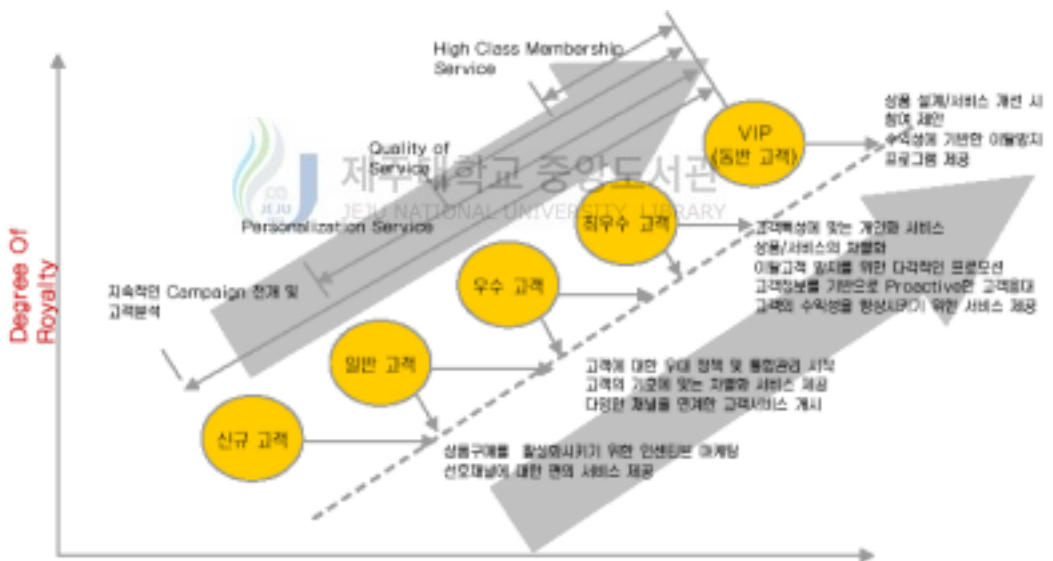 High Class Membership
Service
Quality of
Service
Personalization Service
지속적인 Campaign 전개 및
고객분석
Degree Of
Royalty
제주대학교 중앙도서관
JEJU NATIONAL UNIVERSITY LIBRARY
JEJU
VIP
(동반 고객)
최우수 고객
우수 고객
일반 고객
신규 고객
상품 설계/서비스 개선 시
참여 제안
수익성에 기반한 이탈방지
프로그램 제공
고객특성에 맞는 개인화 서비스
상품/서비스의 차별화
이탈고객 방지를 위한 다각적인 프로모션
고객정보를 기반으로 Proactive한 고객응대
고객의 수익성을 향상시키기 위한 서비스 제공
고객에 대한 우대 정책 및 통합관리 시작
고객의 기호에 맞는 차별화 서비스 제공
다양한 채널을 연계한 고객서비스 개시
상품구매를 활성화시키기 위한 인센티브 마케팅
선호채널에 대한 편의 서비스 제공